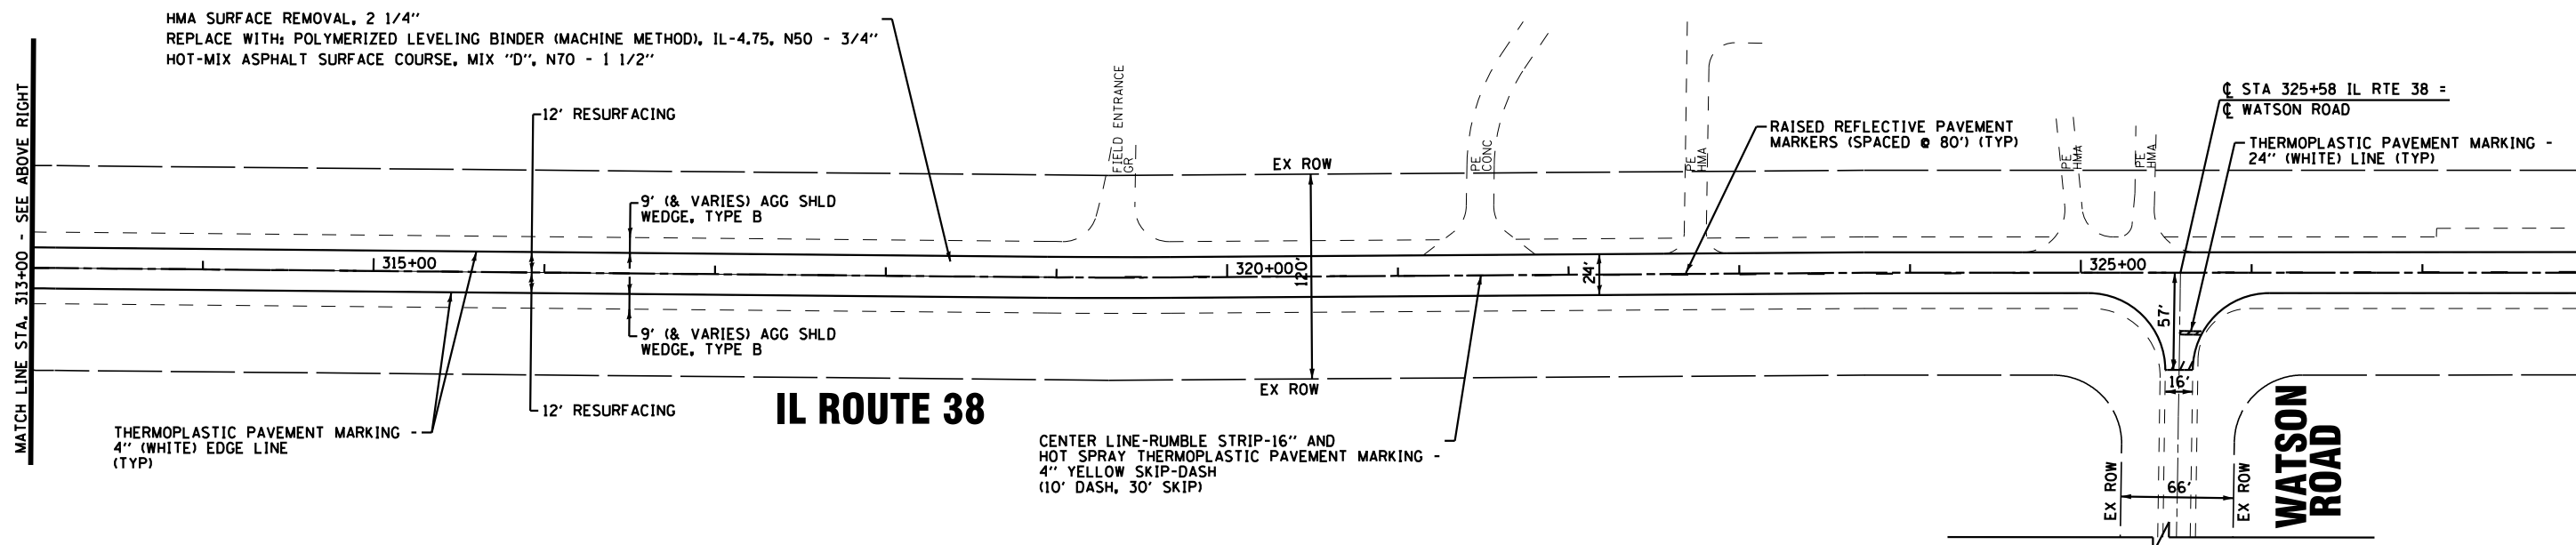 HMA SURFACE REMOVAL, 2 1/4"
REPLACE WITH: POLYMERIZED LEVELING BINDER (MACHINE METHOD), IL-4.75, N50 - 3/4"
HOT-MIX ASPHALT SURFACE COURSE, MIX "D", N70 - 1 1/2"
MATCH LINE STA. 313+00 - SEE ABOVE RIGHT
12' RESURFACING
9' (& VARIES) AGG SHLD
WEDGE, TYPE B
315+00
9' (& VARIES) AGG SHLD
WEDGE, TYPE B
12' RESURFACING
THERMOPLASTIC PAVEMENT MARKING -
4" (WHITE) EDGE LINE
(TYP)
IL ROUTE 38
FIELD ENTRANCE
GR
EX ROW
320+00
120'
EX ROW
CENTER LINE-RUMBLE STRIP-16" AND
HOT SPRAY THERMOPLASTIC PAVEMENT MARKING -
4" YELLOW SKIP-DASH
(10' DASH, 30' SKIP)
PE
CONC
24'
PE
HMA
RAISED REFLECTIVE PAVEMENT
MARKERS (SPACED @ 80') (TYP)
PE
HMA
PE
HMA
℄ STA 325+58 IL RTE 38 =
℄ WATSON ROAD
THERMOPLASTIC PAVEMENT MARKING -
24" (WHITE) LINE (TYP)
325+00
57'
16'
EX ROW
66'
EX ROW
WATSON
ROAD